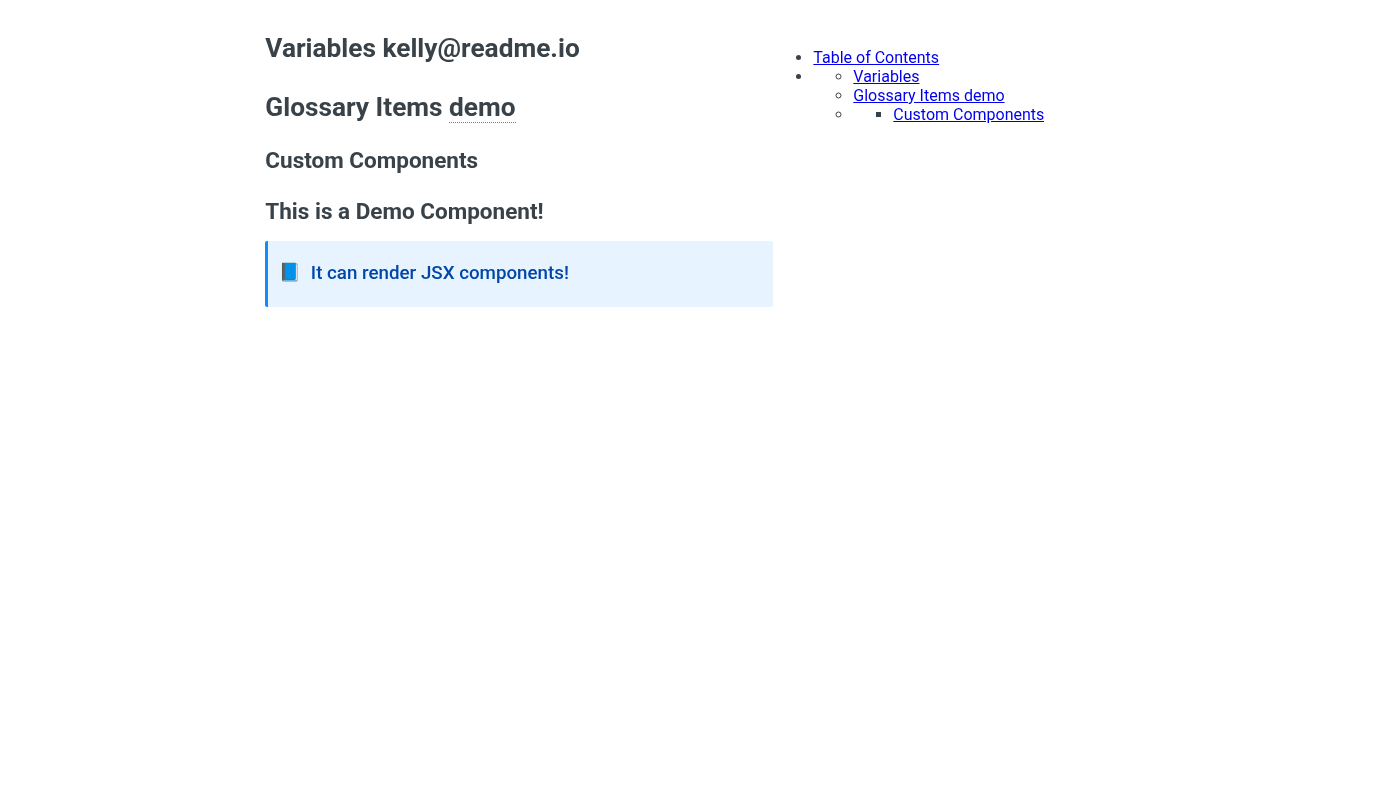 Variables kelly@readme.io
Glossary Items demo
Custom Components
This is a Demo Component!
📘 It can render JSX components!
Table of Contents
Variables
Glossary Items demo
Custom Components